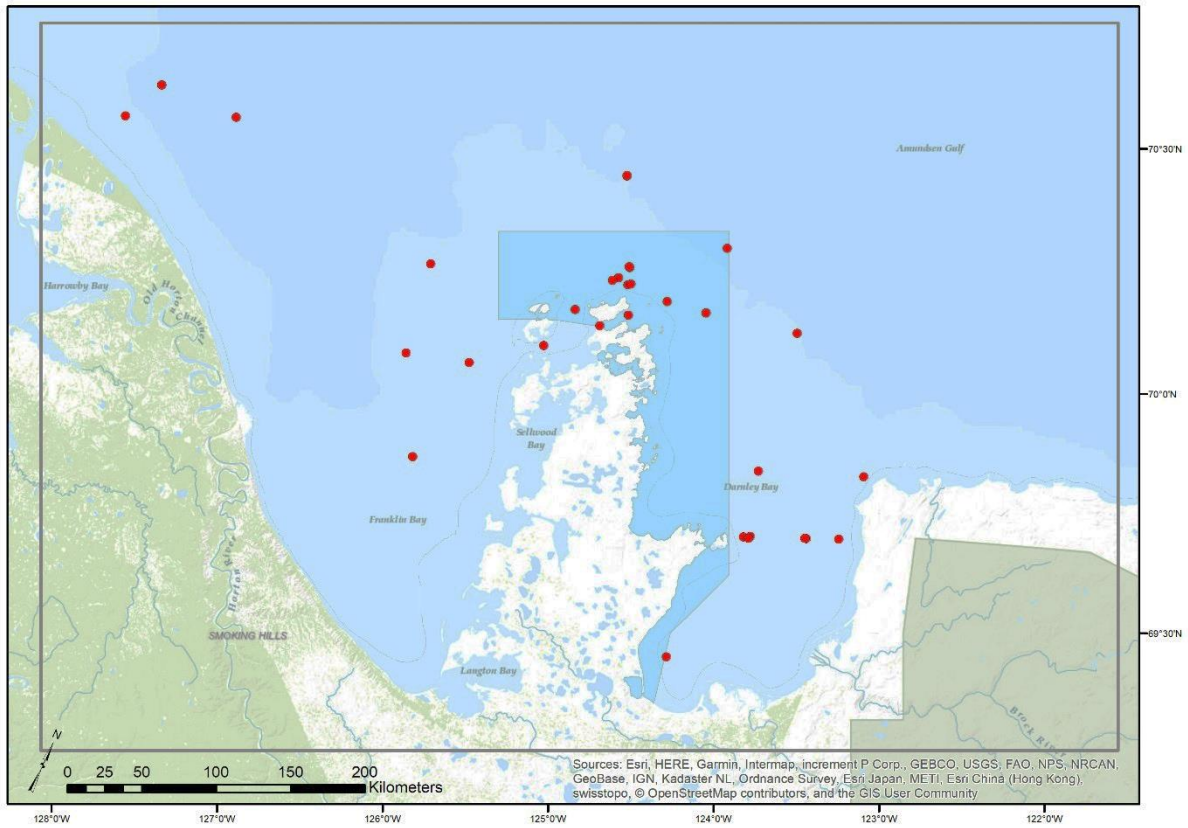 Amundsen Gulf
70°30'N
Harrowby Bay
Old Horton Channel
70°0'N
Sellwood
Bay
Darnley Bay
Franklin Bay
Horton River
SMOKING HILLS
69°30'N
Langton Bay
Brock River
N
0 25 50 100 150 200
Kilometers
Sources: Esri, HERE, Garmin, Intermap, increment P Corp., GEBCO, USGS, FAO, NPS, NRCAN,
GeoBase, IGN, Kadaster NL, Ordnance Survey, Esri Japan, METI, Esri China (Hong Kong),
swisstopo, © OpenStreetMap contributors, and the GIS User Community
128°0'W 127°0'W 126°0'W 125°0'W 124°0'W 123°0'W 122°0'W